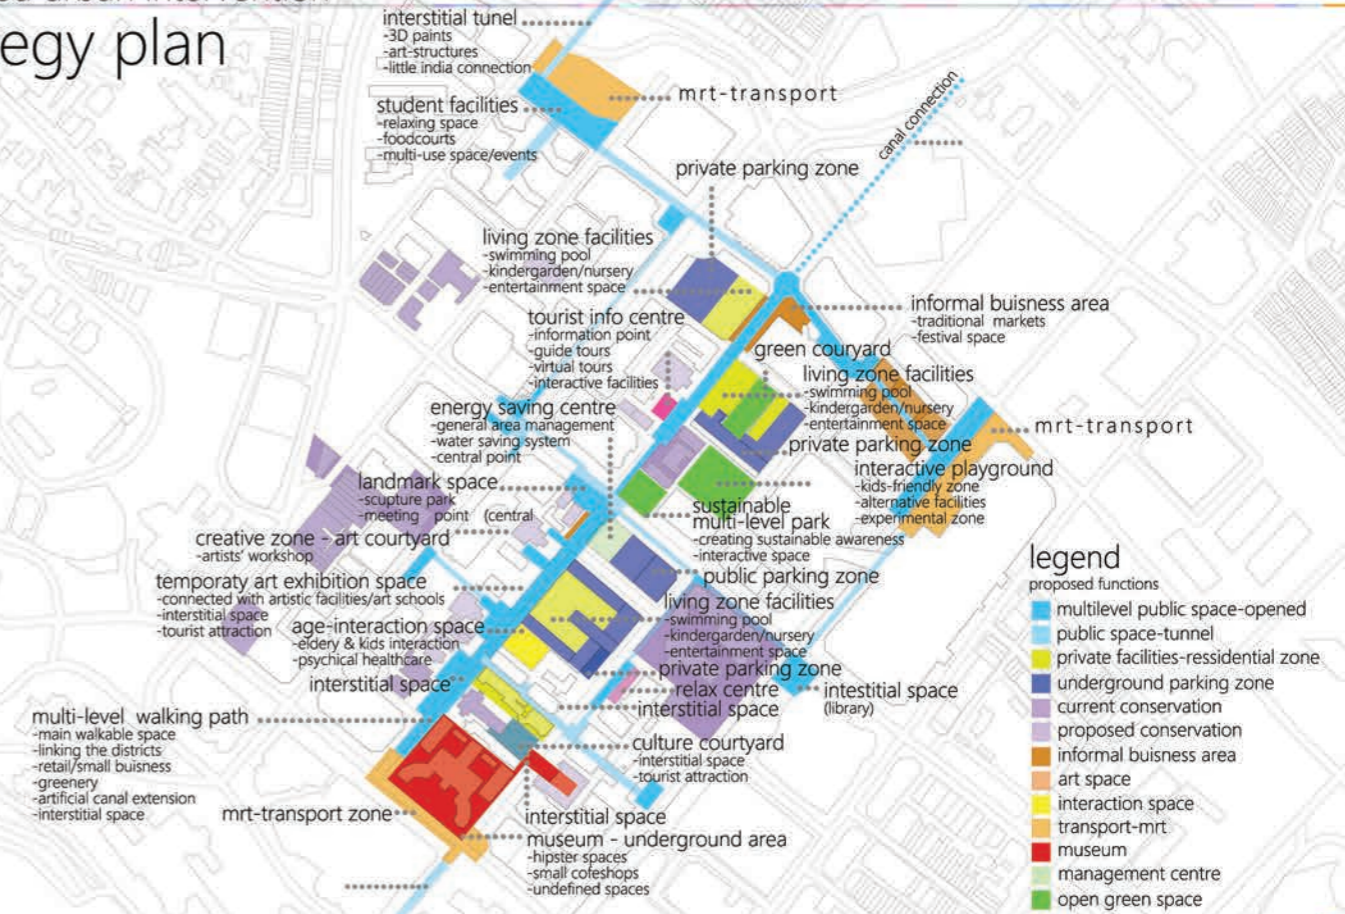 egy plan
interstitial tunel
-3D paints
-art-structures
-little india connection
mrt-transport
student facilities
-relaxing space
-foodcourts
-multi-use space/events
canal connection
private parking zone
living zone facilities
-swimming pool
-kindergarden/nursery
-entertainment space
informal buisness area
-traditional markets
-festival space
tourist info centre
-information point
-guide tours
-virtual tours
-interactive facilities
green couryard
living zone facilities
-swimming pool
-kindergarden/nursery
-entertainment space
energy saving centre
-general area management
-water saving system
-central point
mrt-transport
private parking zone
interactive playground
-kids-friendly zone
-alternative facilities
-experimental zone
landmark space
-scupture park
-meeting point (central
sustainable
multi-level park
-creating sustainable awareness
-interactive space
creative zone - art courtyard
-artists' workshop
public parking zone
temporaty art exhibition space
-connected with artistic facilities/art schools
-interstitial space
-tourist attraction
living zone facilities
-swimming pool
-kindergarden/nursery
-entertainment space
age-interaction space
-eldery & kids interaction
-psychical healthcare
private parking zone
interstitial space
relax centre
intestitial space
(library)
interstitial space
multi-level walking path
-main walkable space
-linking the districts
-retail/small buisness
-greenery
-artificial canal extension
-interstitial space
culture courtyard
-interstitial space
-tourist attraction
mrt-transport zone
interstitial space
museum - underground area
-hipster spaces
-small cofeshops
-undefined spaces
legend
proposed functions
multilevel public space-opened
public space-tunnel
private facilities-ressidential zone
underground parking zone
current conservation
proposed conservation
informal buisness area
art space
interaction space
transport-mrt
museum
management centre
open green space